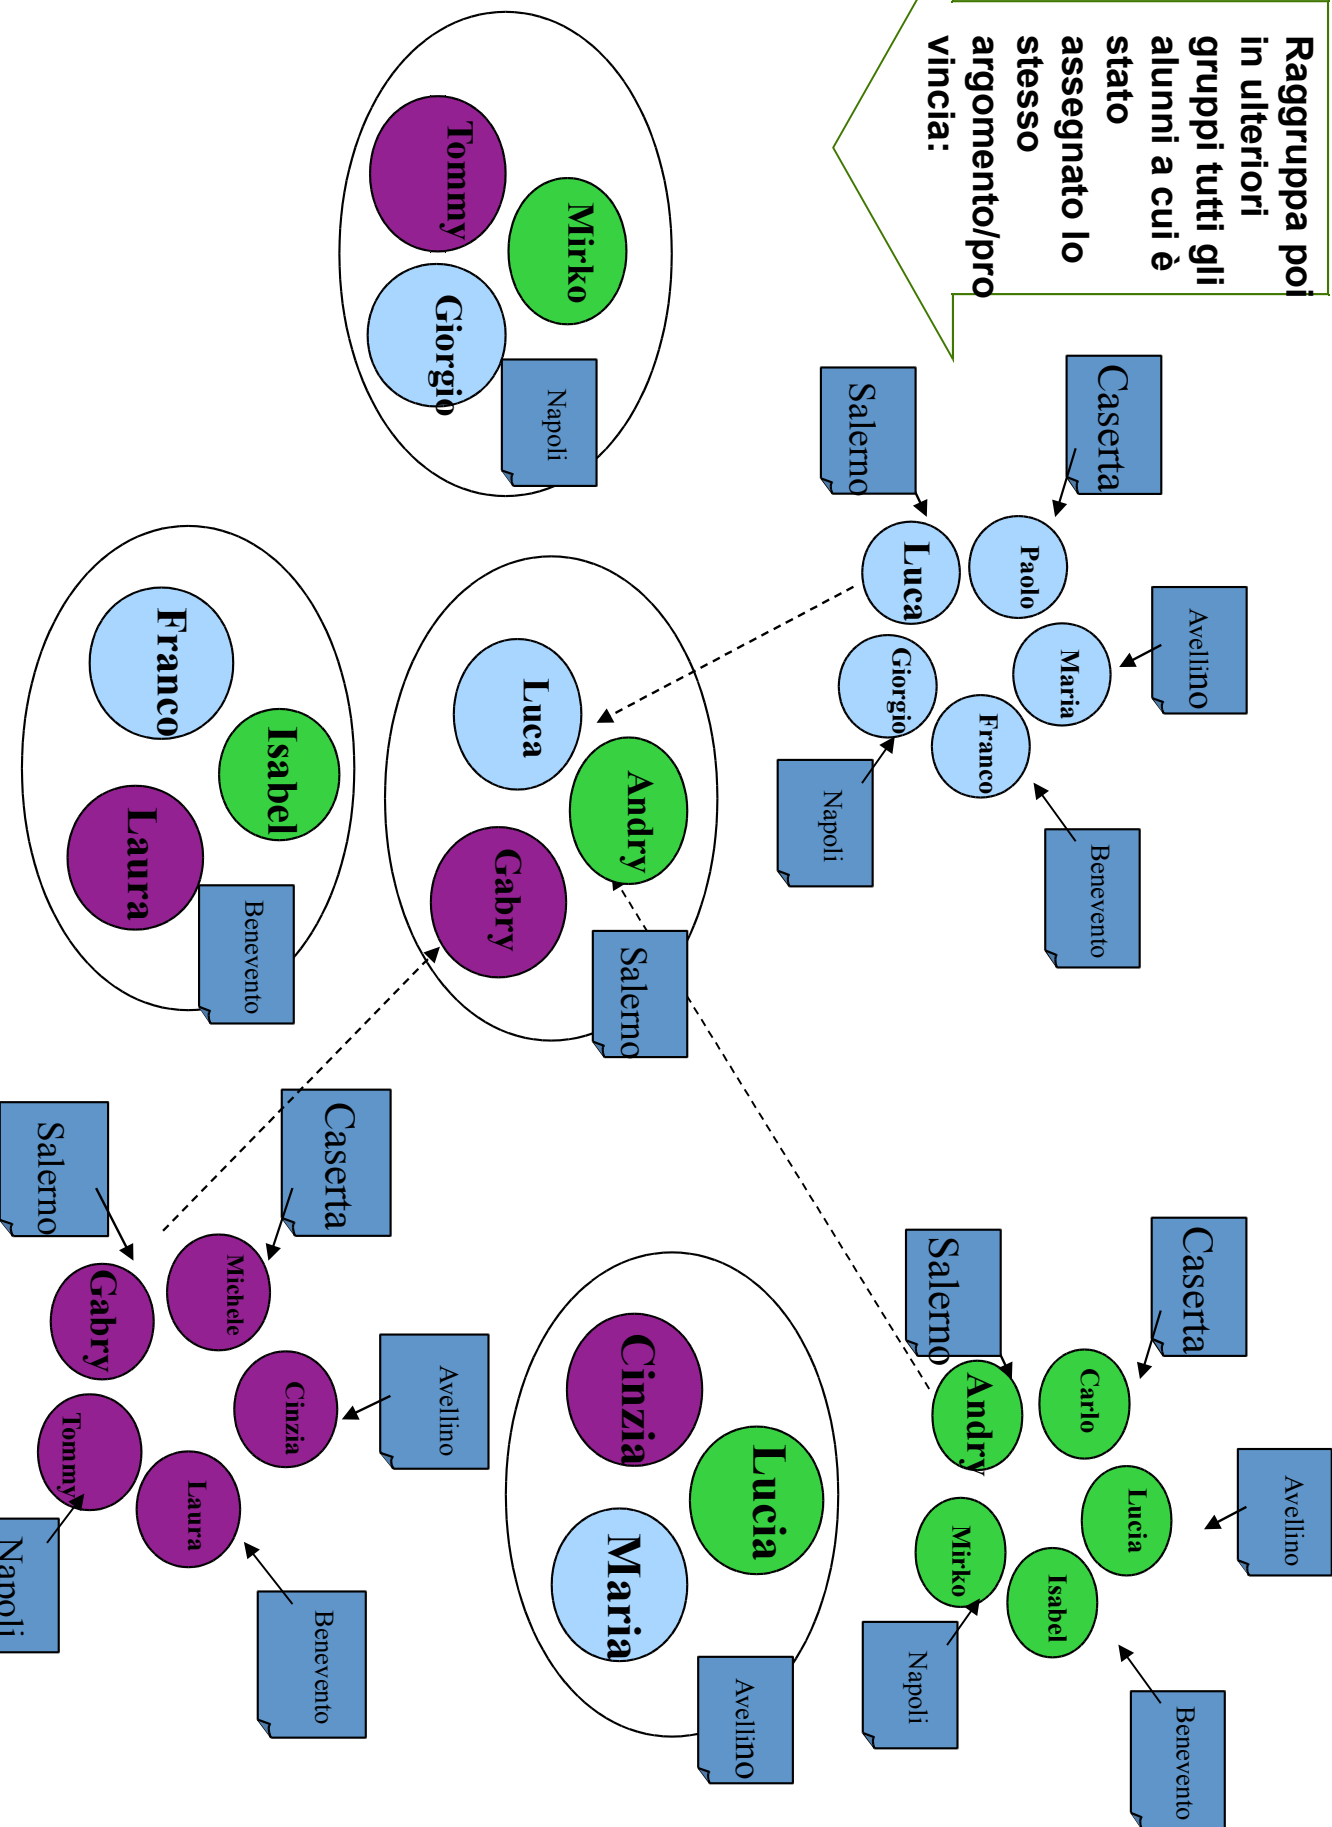 Raggruppa poi
in ulteriori
gruppi tutti gli
alunni a cui è
stato
assegnato lo
stesso
argomento/pro
vincia:
Caserta
Salerno
Avellino
Benevento
Napoli
Paolo
Luca
Maria
Giorgio
Franco
Mirko
Tommy
Giorgio
Napoli
Andry
Luca
Gabry
Salerno
Isabel
Franco
Laura
Benevento
Caserta
Salerno
Avellino
Benevento
Napoli
Carlo
Andry
Lucia
Mirko
Isabel
Lucia
Cinzia
Maria
Avellino
Caserta
Salerno
Avellino
Benevento
Napoli
Michele
Gabry
Cinzia
Tommy
Laura